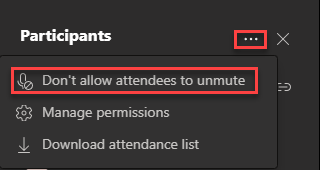 Participants
Don't allow attendees to unmute
Manage permissions
Download attendance list